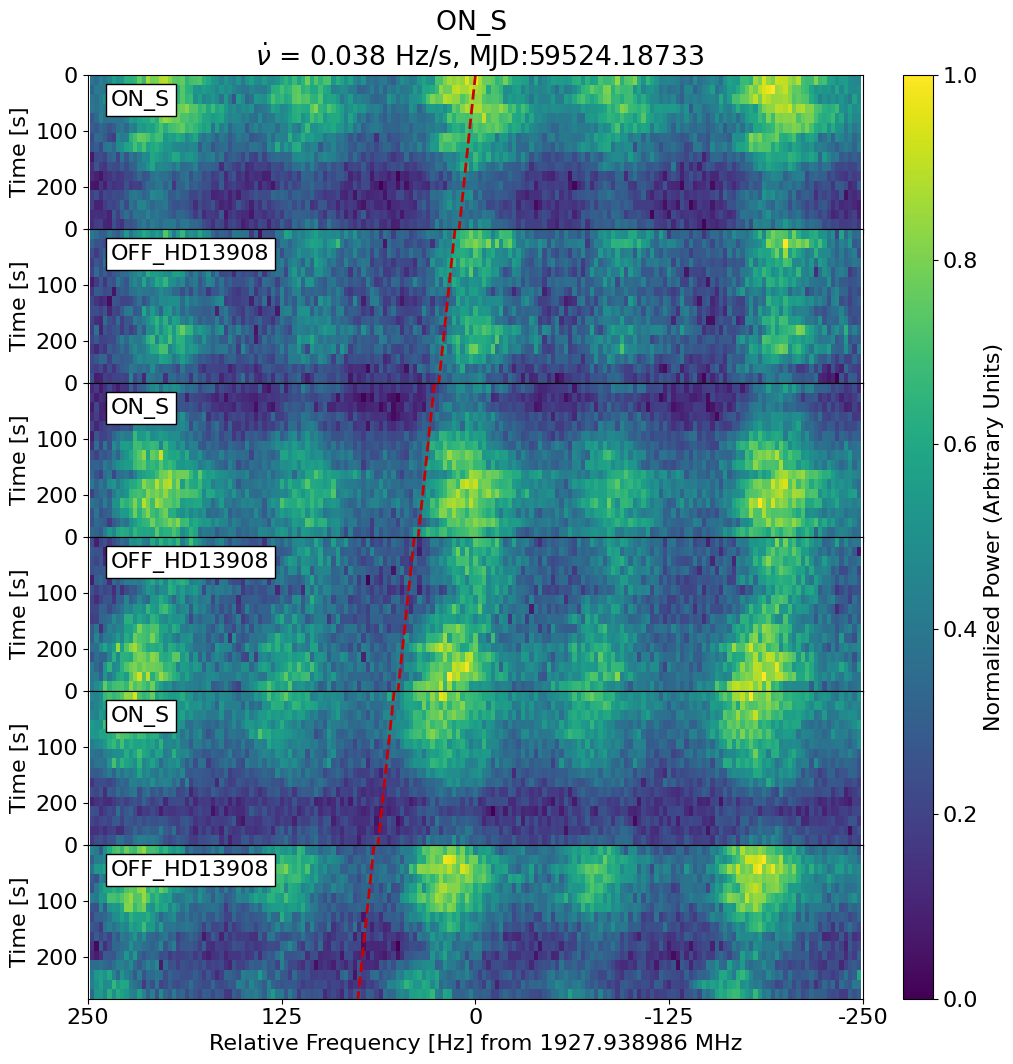 ON_S
ν̇ = 0.038 Hz/s, MJD:59524.18733
0
100
200
Time [s]
ON_S
0
100
200
Time [s]
OFF_HD13908
0
100
200
Time [s]
ON_S
0
100
200
Time [s]
OFF_HD13908
0
100
200
Time [s]
ON_S
0
100
200
Time [s]
OFF_HD13908
250 125 0 -125 -250
Relative Frequency [Hz] from 1927.938986 MHz
1.0
0.8
0.6
0.4
0.2
0.0
Normalized Power (Arbitrary Units)